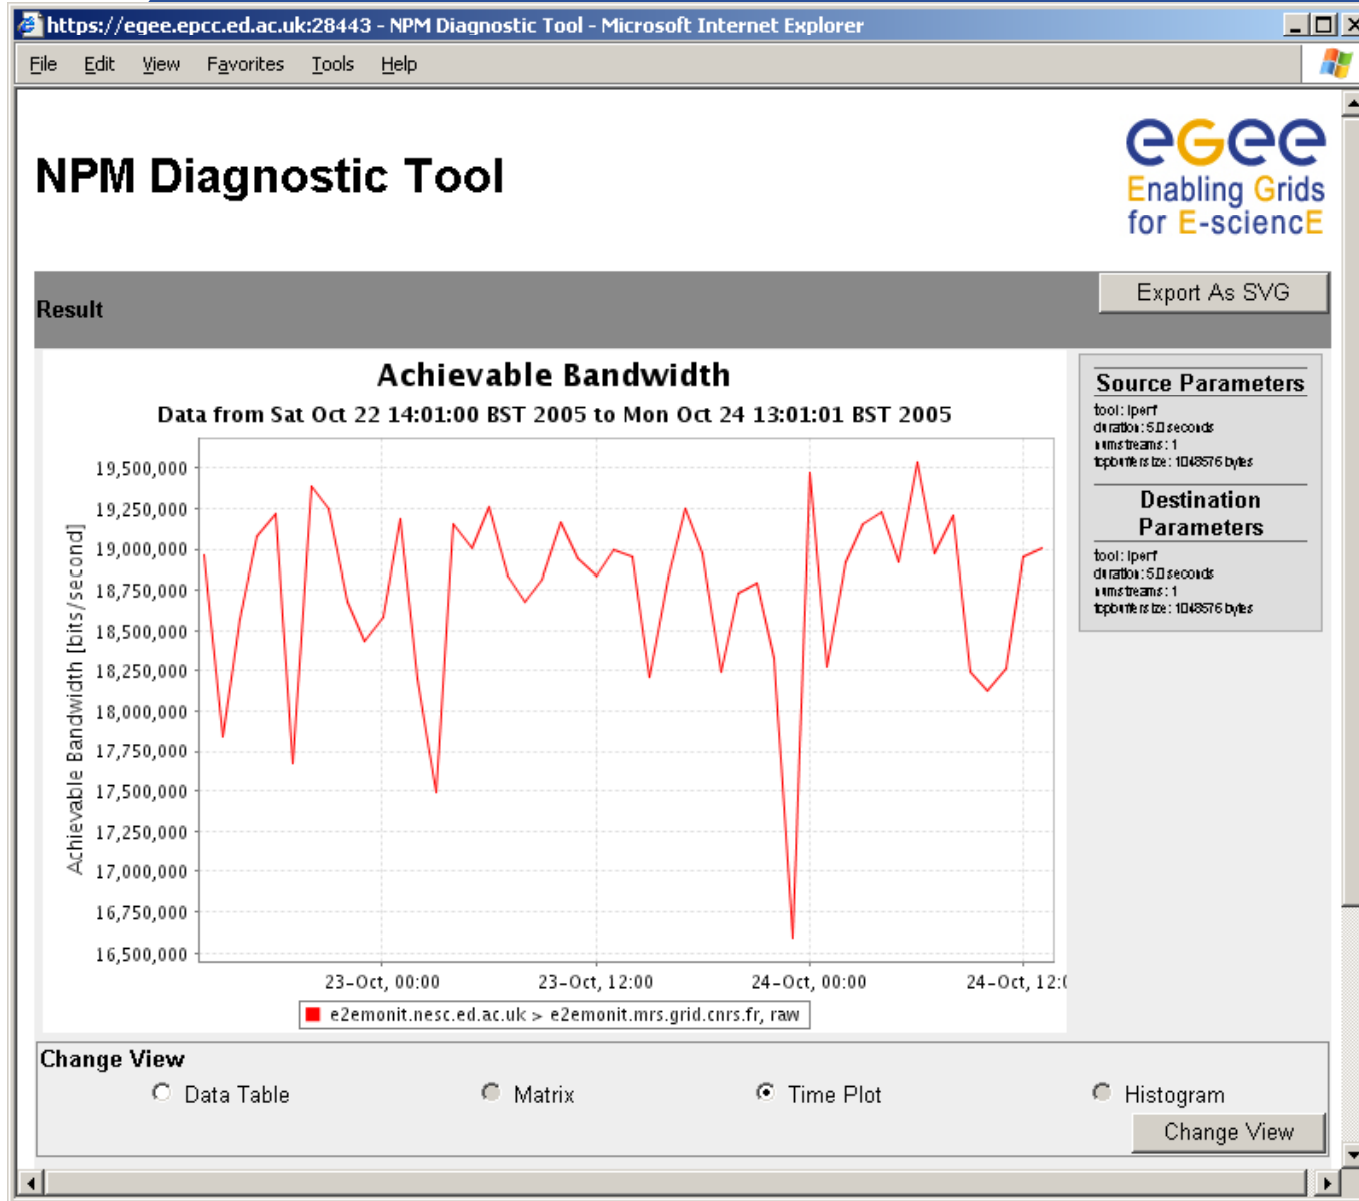 https://egee.epcc.ed.ac.uk:28443 - NPM Diagnostic Tool - Microsoft Internet Explorer
File Edit View Favorites Tools Help
NPM Diagnostic Tool
eGee
Enabling Grids
for E-sciencE
Result
Export As SVG
Achievable Bandwidth
Data from Sat Oct 22 14:01:00 BST 2005 to Mon Oct 24 13:01:01 BST 2005
Achievable Bandwidth [bits/second]
19,500,000
19,250,000
19,000,000
18,750,000
18,500,000
18,250,000
18,000,000
17,750,000
17,500,000
17,250,000
17,000,000
16,750,000
16,500,000
23-Oct, 00:00
23-Oct, 12:00
24-Oct, 00:00
24-Oct, 12:0
e2emonit.nesc.ed.ac.uk > e2emonit.mrs.grid.cnrs.fr, raw
Source Parameters
tool: iperf
duration: 5.0 seconds
numstreams: 1
tcpbuffersize: 1048576 bytes
Destination
Parameters
tool: iperf
duration: 5.0 seconds
numstreams: 1
tcpbuffersize: 1048576 bytes
Change View
Data Table
Matrix
Time Plot
Histogram
Change View